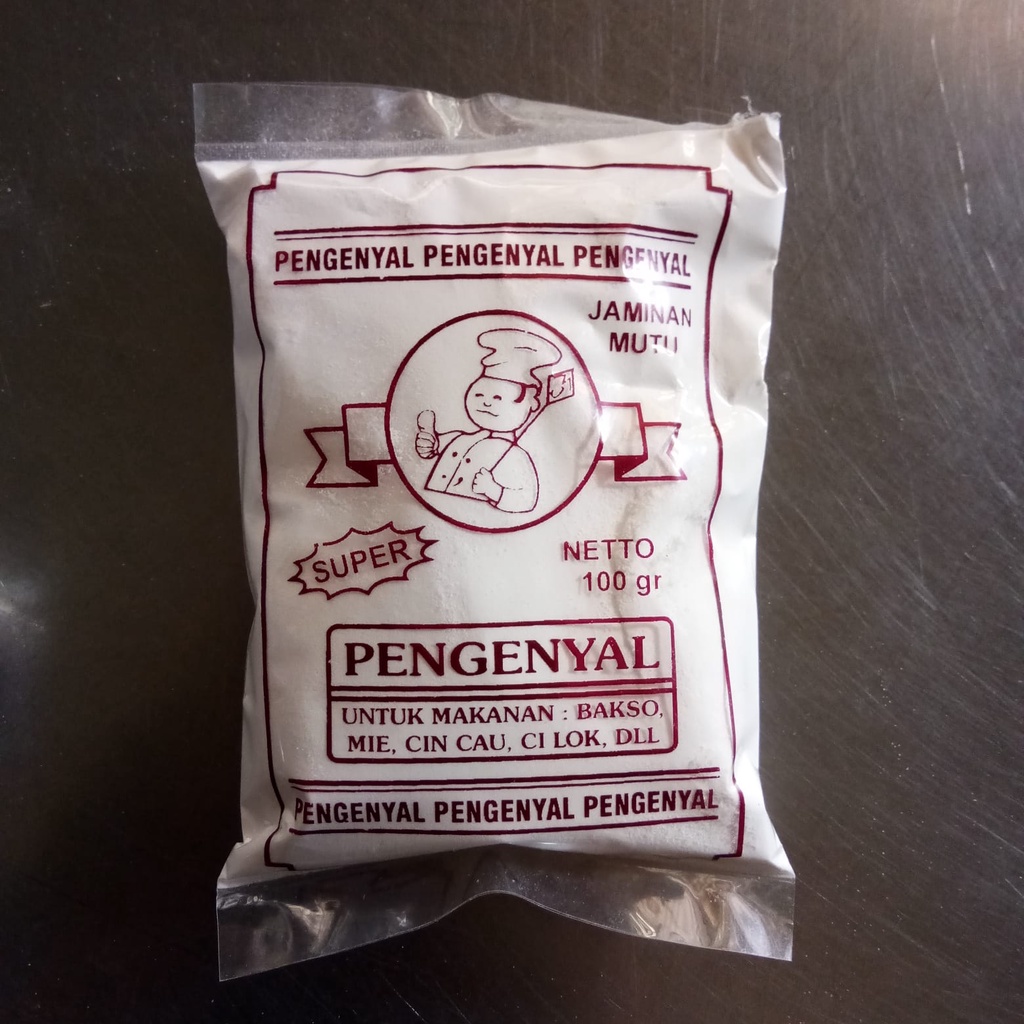 PENGENYAL PENGENYAL PENGENYAL
JAMINAN
MUTU
SUPER
NETTO
100 gr
PENGENYAL
UNTUK MAKANAN : BAKSO,
MIE, CIN CAU, CI LOK, DLL
PENGENYAL PENGENYAL PENGENYAL